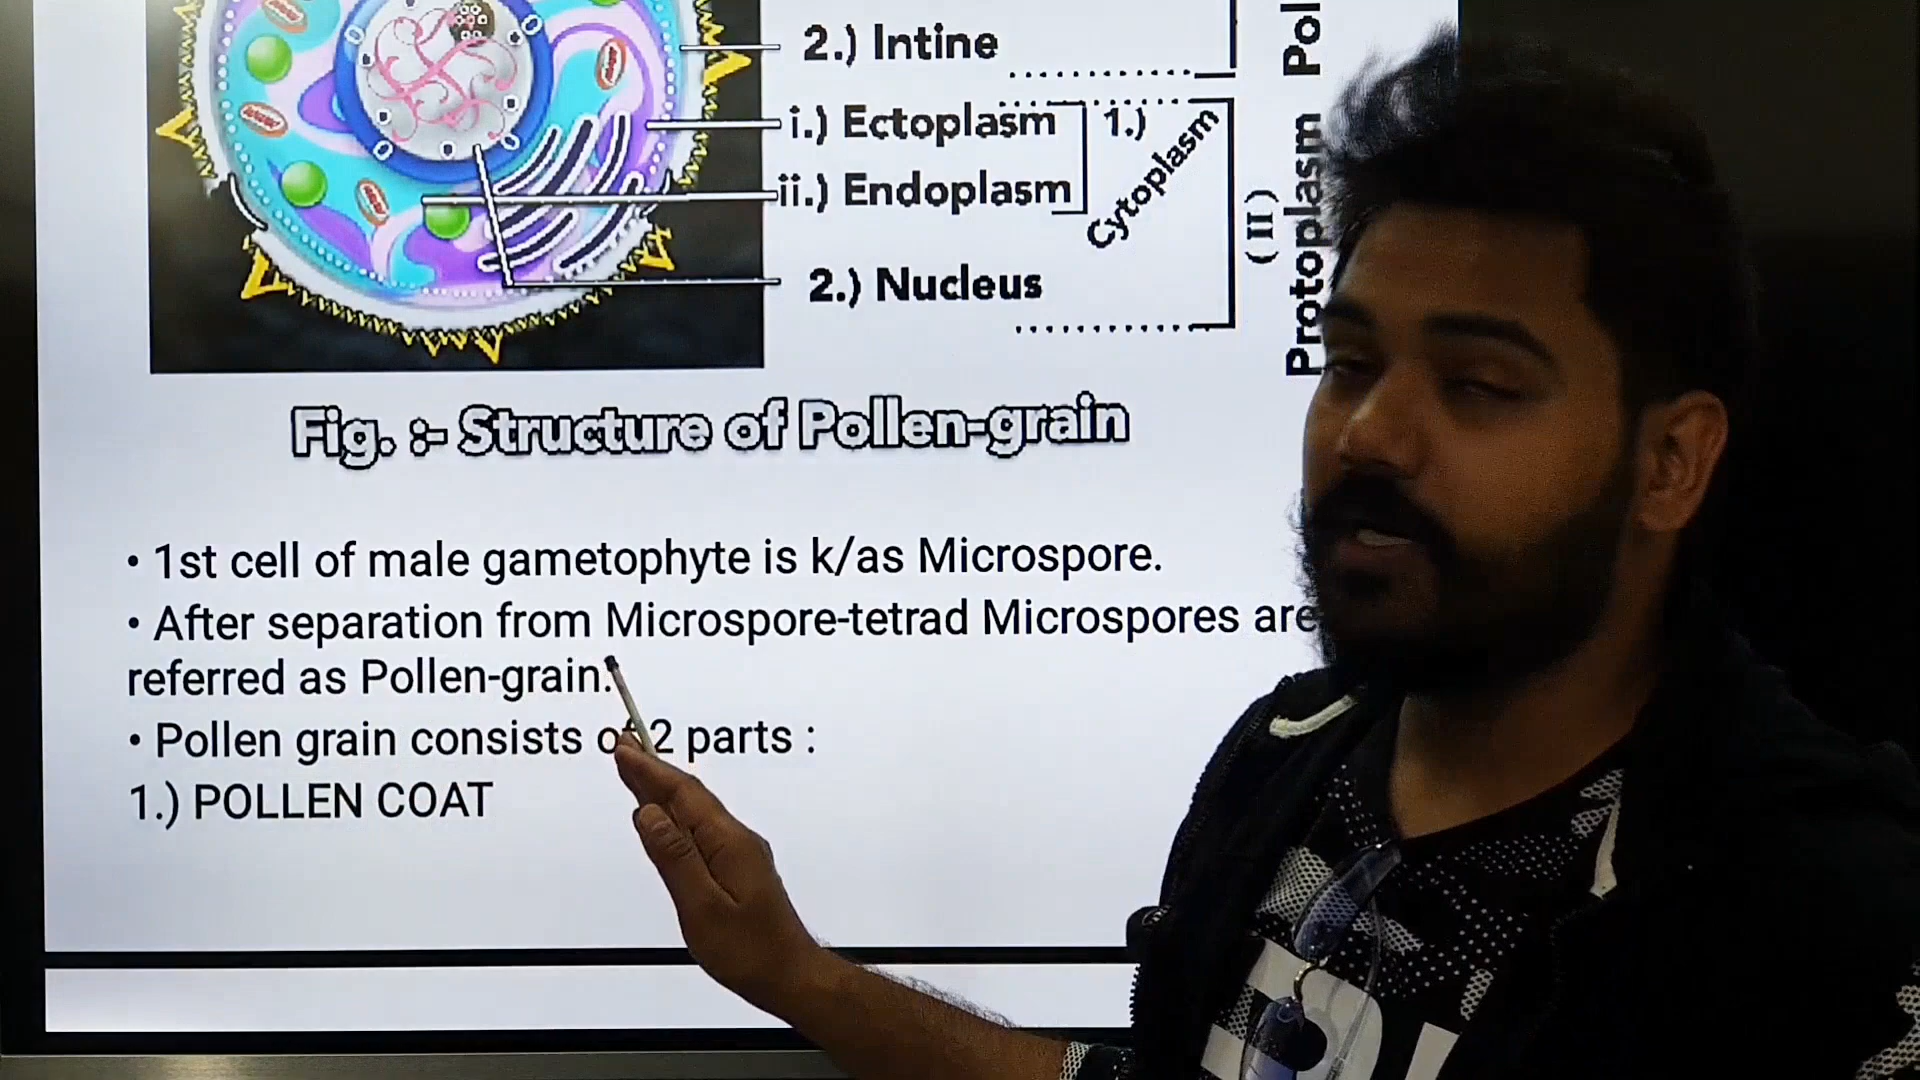 2.) Intine
Pol
i.) Ectoplasm
1.)
Cytoplasm
ii.) Endoplasm
(II)
Protoplasm
2.) Nucleus
Fig. :- Structure of Pollen-grain
• 1st cell of male gametophyte is k/as Microspore.
• After separation from Microspore-tetrad Microspores are
referred as Pollen-grain.
• Pollen grain consists of 2 parts :
1.) POLLEN COAT